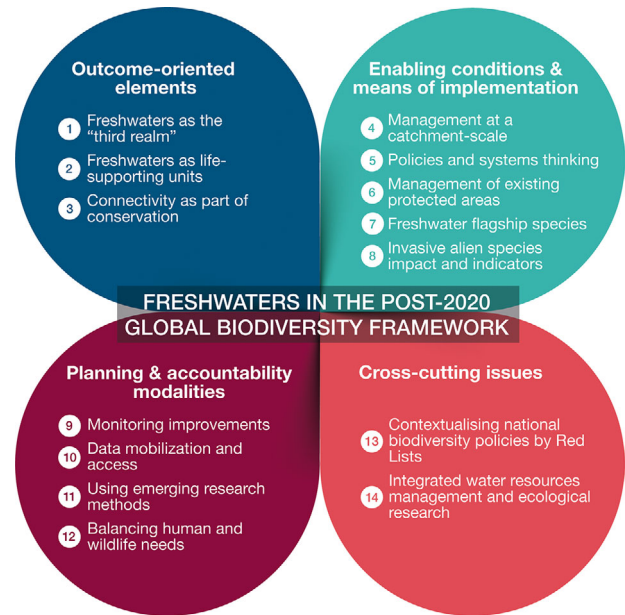 Outcome-oriented
elements
1 Freshwaters as the
“third realm”
2 Freshwaters as life-
supporting units
3 Connectivity as part of
conservation
Enabling conditions &
means of implementation
4 Management at a
catchment-scale
5 Policies and systems thinking
6 Management of existing
protected areas
7 Freshwater flagship species
8 Invasive alien species
impact and indicators
FRESHWATERS IN THE POST-2020
GLOBAL BIODIVERSITY FRAMEWORK
Planning & accountability
modalities
9 Monitoring improvements
10 Data mobilization and
access
11 Using emerging research
methods
12 Balancing human and
wildlife needs
Cross-cutting issues
13 Contextualising national
biodiversity policies by Red
Lists
14 Integrated water resources
management and ecological
research